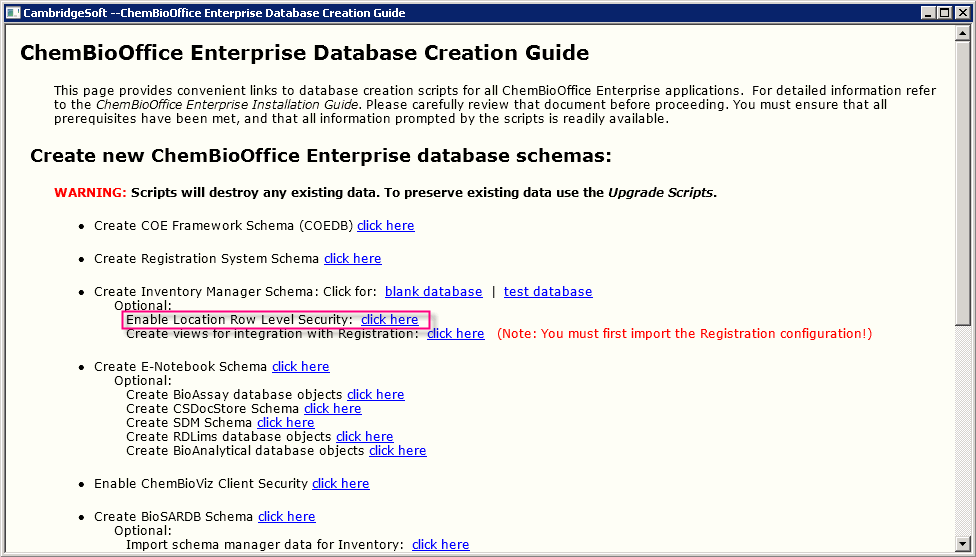 CambridgeSoft --ChemBioOffice Enterprise Database Creation Guide
ChemBioOffice Enterprise Database Creation Guide
This page provides convenient links to database creation scripts for all ChemBioOffice Enterprise applications.  For detailed information refer
to the ChemBioOffice Enterprise Installation Guide. Please carefully review that document before proceeding. You must ensure that all
prerequisites have been met, and that all information prompted by the scripts is readily available.
Create new ChemBioOffice Enterprise database schemas:
WARNING: Scripts will destroy any existing data. To preserve existing data use the Upgrade Scripts.
• Create COE Framework Schema (COEDB) click here
• Create Registration System Schema click here
• Create Inventory Manager Schema: Click for:  blank database  |  test database
Optional:
Enable Location Row Level Security:  click here
Create views for integration with Registration:  click here   (Note: You must first import the Registration configuration!)
• Create E-Notebook Schema click here
Optional:
Create BioAssay database objects click here
Create CSDocStore Schema click here
Create SDM Schema click here
Create RDLims database objects click here
Create BioAnalytical database objects click here
• Enable ChemBioViz Client Security click here
• Create BioSARDB Schema click here
Optional:
Import schema manager data for Inventory:  click here